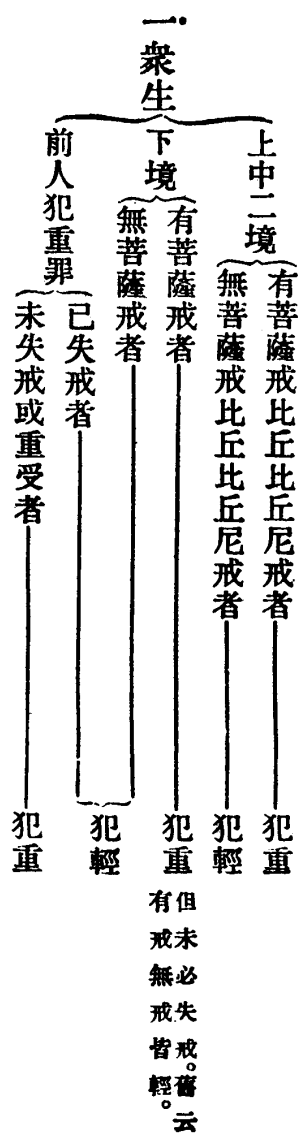 一衆生
上中二境
有菩薩戒比丘比丘尼戒者
犯重
無菩薩戒比丘比丘尼戒者
犯輕
下境
有菩薩戒者
犯重
但未必失戒。舊云
有戒無戒皆輕。
無菩薩戒者
前人犯重罪
已失戒者
犯輕
未失戒或重受者
犯重